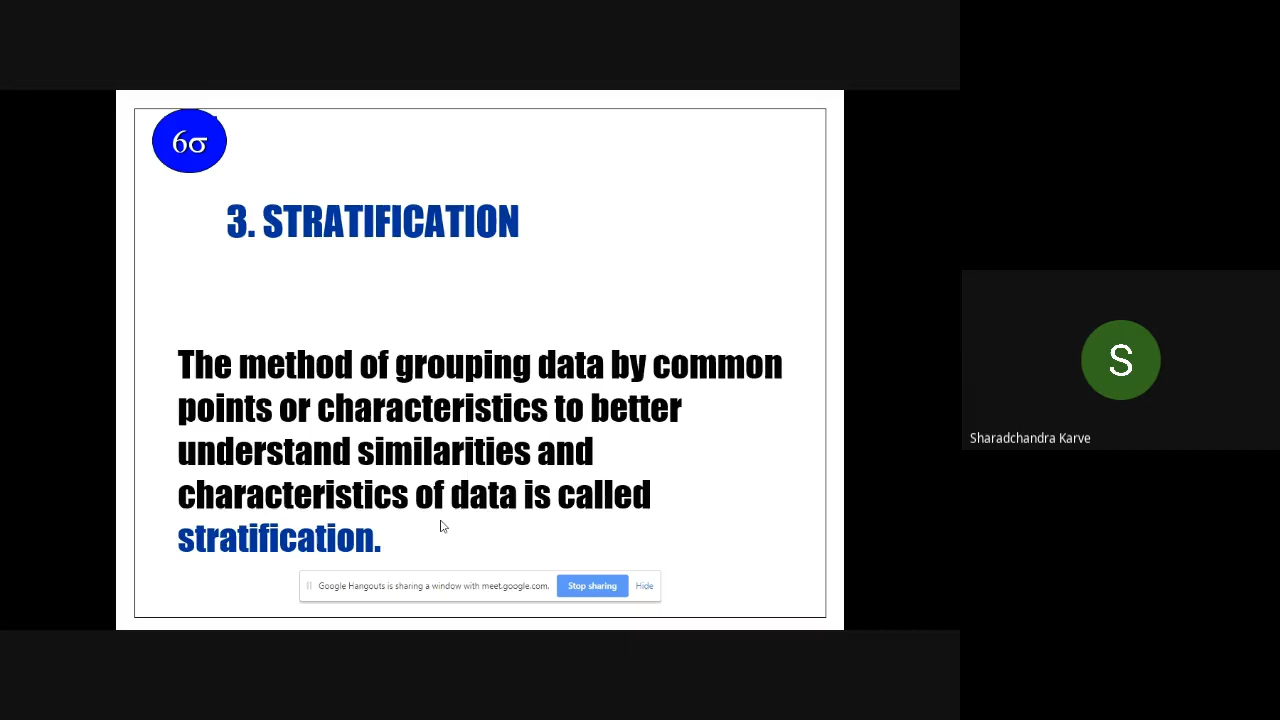 6σ
3. STRATIFICATION
The method of grouping data by common
points or characteristics to better
understand similarities and
characteristics of data is called
stratification.
Google Hangouts is sharing a window with meet.google.com. Stop sharing Hide
S
Sharadchandra Karve